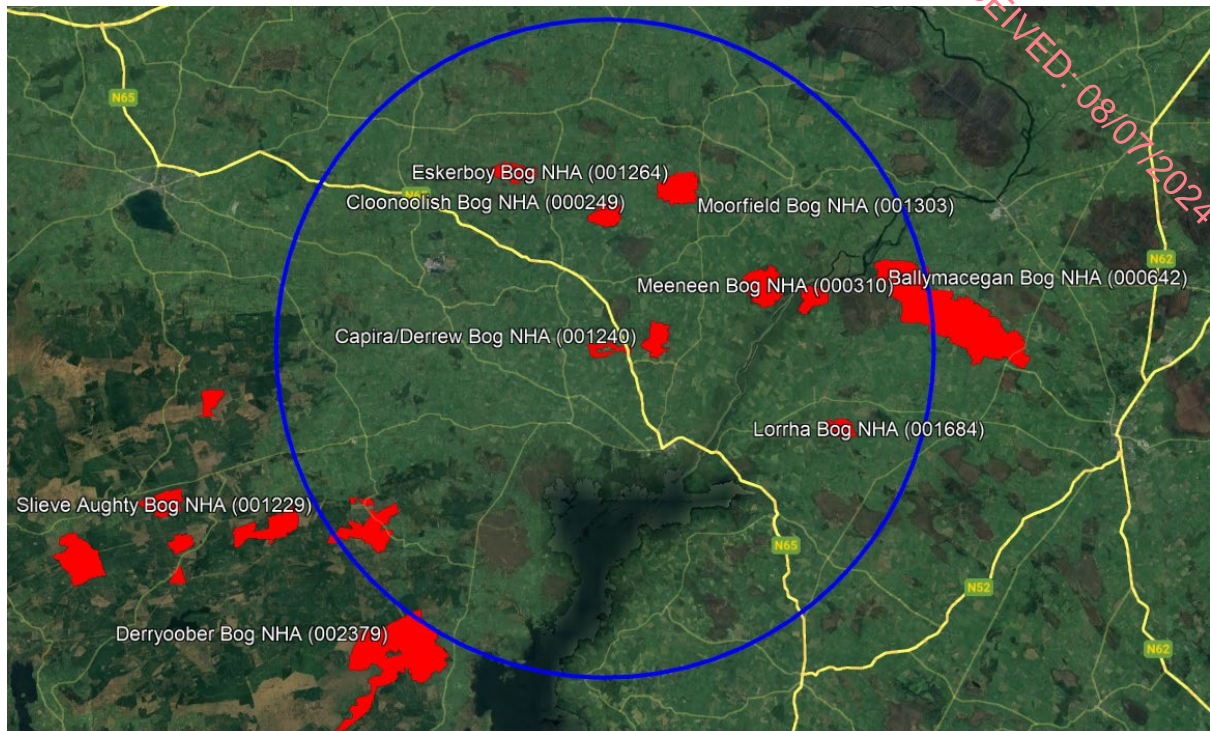 CEIVED: 08/07/2024
N65
Eskerboy Bog NHA (001264)
N65
Cloonoolish Bog NHA (000249)
Moorfield Bog NHA (001303)
N62
Meeneen Bog NHA (000310)
Ballymacegan Bog NHA (000642)
Capira/Derrew Bog NHA (001240)
Lorrha Bog NHA (001684)
Slieve Aughty Bog NHA (001229)
N65
N52
Derryoober Bog NHA (002379)
N62